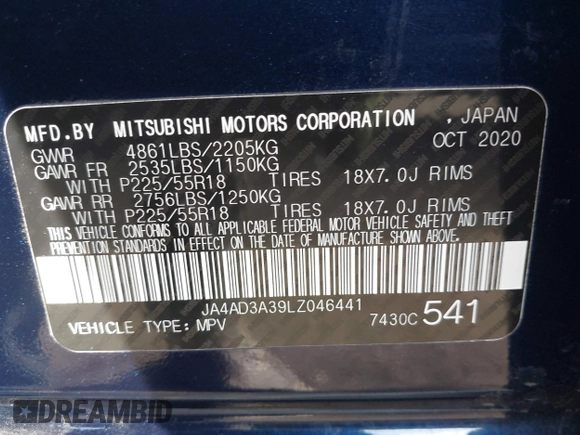 MFD.BY MITSUBISHI MOTORS CORPORATION , JAPAN
GVWR 4861LBS/2205KG OCT 2020
GAWR FR 2535LBS/1150KG
WITH P225/55R18 TIRES 18X7.0J RIMS
GAWR RR 2756LBS/1250KG
WITH P225/55R18 TIRES 18X7.0J RIMS
THIS VEHICLE CONFORMS TO ALL APPLICABLE FEDERAL MOTOR VEHICLE SAFETY AND THEFT
PREVENTION STANDARDS IN EFFECT ON THE DATE OF MANUFACTURE SHOWN ABOVE.
JA4AD3A39LZ046441
VEHICLE TYPE:MPV 7430C 541
DREAMBID